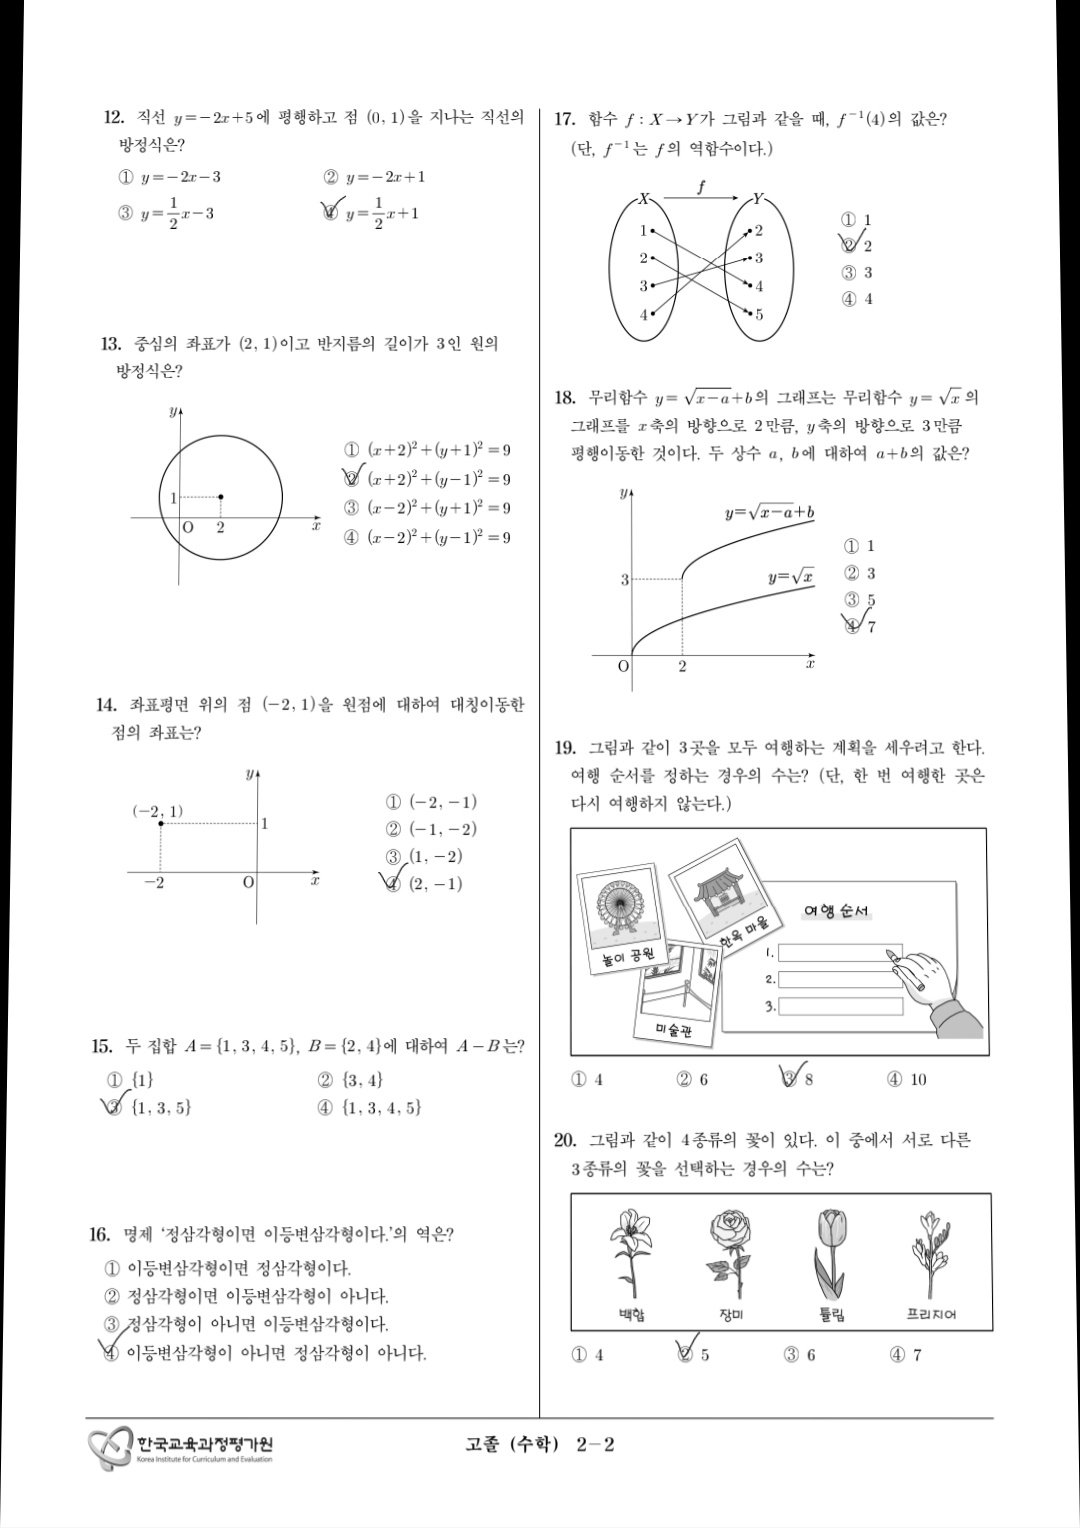 12. 직선 y=−2x+5에 평행하고 점 (0, 1)을 지나는 직선의
방정식은?
① y=−2x−3 ② y=−2x+1
③ y=1/2x−3 ④ y=1/2x+1
13. 중심의 좌표가 (2, 1)이고 반지름의 길이가 3인 원의
방정식은?
y
1
O 2 x
① (x+2)²+(y+1)²=9
② (x+2)²+(y−1)²=9
③ (x−2)²+(y+1)²=9
④ (x−2)²+(y−1)²=9
14. 좌표평면 위의 점 (−2, 1)을 원점에 대하여 대칭이동한
점의 좌표는?
y
(−2, 1)
1
−2 O x
① (−2, −1)
② (−1, −2)
③ (1, −2)
④ (2, −1)
15. 두 집합 A={1, 3, 4, 5}, B={2, 4}에 대하여 A−B는?
① {1} ② {3, 4}
③ {1, 3, 5} ④ {1, 3, 4, 5}
16. 명제 ‘정삼각형이면 이등변삼각형이다.’의 역은?
① 이등변삼각형이면 정삼각형이다.
② 정삼각형이면 이등변삼각형이 아니다.
③ 정삼각형이 아니면 이등변삼각형이다.
④ 이등변삼각형이 아니면 정삼각형이 아니다.
17. 함수 f : X→Y가 그림과 같을 때, f⁻¹(4)의 값은?
(단, f⁻¹는 f의 역함수이다.)
f
X Y
1 2
2 3
3 4
4 5
① 1
② 2
③ 3
④ 4
18. 무리함수 y=√(x−a)+b의 그래프는 무리함수 y=√x의
그래프를 x축의 방향으로 2만큼, y축의 방향으로 3만큼
평행이동한 것이다. 두 상수 a, b에 대하여 a+b의 값은?
y
y=√(x−a)+b
3
y=√x
O 2 x
① 1
② 3
③ 5
④ 7
19. 그림과 같이 3곳을 모두 여행하는 계획을 세우려고 한다.
여행 순서를 정하는 경우의 수는? (단, 한 번 여행한 곳은
다시 여행하지 않는다.)
놀이 공원
한옥 마을
미술관
여행 순서
1.
2.
3.
① 4 ② 6 ③ 8 ④ 10
20. 그림과 같이 4종류의 꽃이 있다. 이 중에서 서로 다른
3종류의 꽃을 선택하는 경우의 수는?
백합 장미 튤립 프리지어
① 4 ② 5 ③ 6 ④ 7
한국교육과정평가원
Korea Institute for Curriculum and Evaluation
고졸 (수학) 2−2